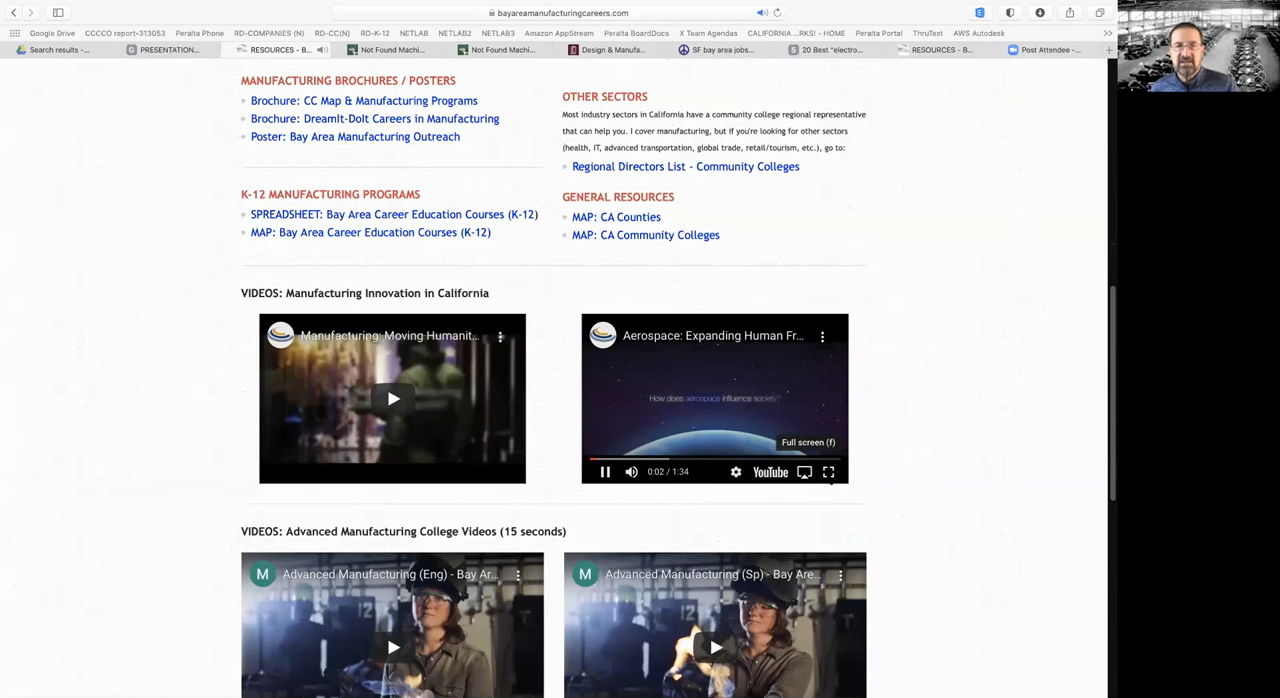 bayareamanufacturingcareers.com
Google Drive CCCCO report-313053 Peralta Phone RD-COMPANIES (N) RD-CC(N) RD-K-12 NETLAB NETLAB2 NETLAB3 Amazon AppStream Peralta BoardDocs X Team Agendas CALIFORNIA ...RKS! - HOME Peralta Portal ThruText AWS Autodesk
Search results -... PRESENTATION... RESOURCES - B... Not Found Machi... Not Found Machi... Design & Manufa... SF bay area jobs... 20 Best "electro... RESOURCES - B... Post Attendee -...
MANUFACTURING BROCHURES / POSTERS
Brochure: CC Map & Manufacturing Programs
Brochure: DreamIt-DoIt Careers in Manufacturing
Poster: Bay Area Manufacturing Outreach
K-12 MANUFACTURING PROGRAMS
SPREADSHEET: Bay Area Career Education Courses (K-12)
MAP: Bay Area Career Education Courses (K-12)
OTHER SECTORS
Most industry sectors in California have a community college regional representative
that can help you. I cover manufacturing, but if you're looking for other sectors
(health, IT, advanced transportation, global trade, retail/tourism, etc.), go to:
Regional Directors List - Community Colleges
GENERAL RESOURCES
MAP: CA Counties
MAP: CA Community Colleges
VIDEOS: Manufacturing Innovation in California
Manufacturing: Moving Humanit...
Aerospace: Expanding Human Fr...
How does aerospace influence society?
Full screen (f)
0:02 / 1:34 YouTube
VIDEOS: Advanced Manufacturing College Videos (15 seconds)
M Advanced Manufacturing (Eng) - Bay Ar...
M Advanced Manufacturing (Sp) - Bay Are...